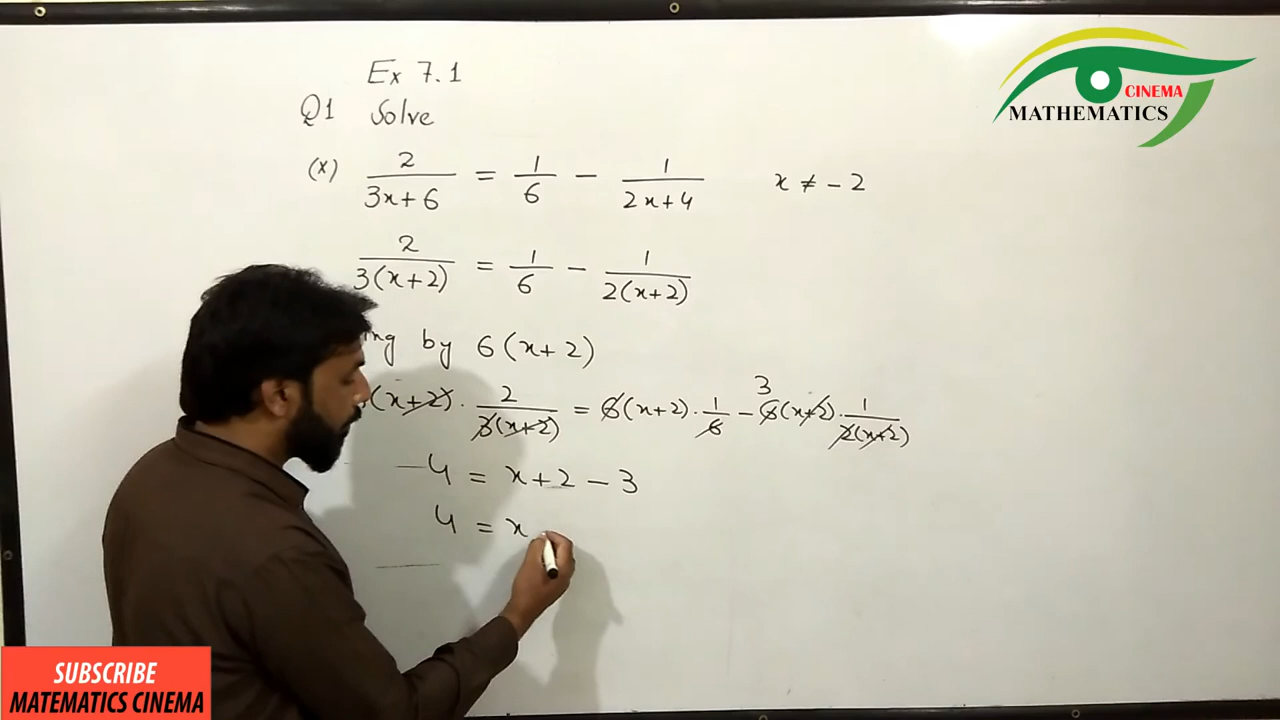 Ex 7.1
Q1 Solve
(x) 2/(3x+6) = 1/6 - 1/(2x+4) x ≠ -2
2/(3(x+2)) = 1/6 - 1/(2(x+2))
by 6(x+2)
(x+2) · 2/(3(x+2)) = 6(x+2) · 1/6 - 3 6(x+2) · 1/(2(x+2))
4 = x+2-3
4 = x
CINEMA
MATHEMATICS
SUBSCRIBE
MATEMATICS CINEMA